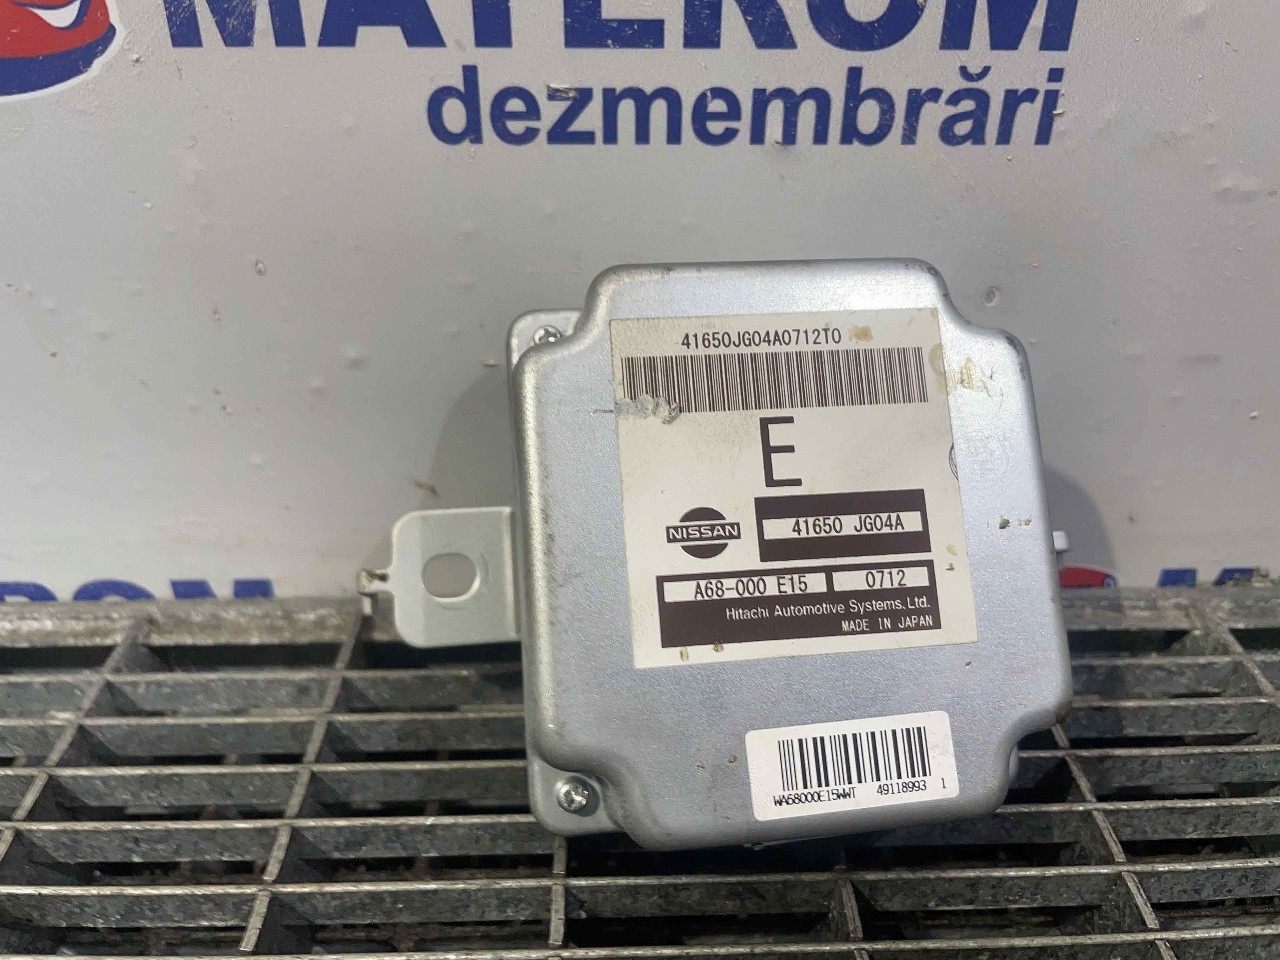 MATEROM
dezmembrări
41650JG04A0712T0
E
NISSAN
41650 JG04A
A68-000 E15
0712
Hitachi Automotive Systems, Ltd.
MADE IN JAPAN
WA68000E15WWT 49118993 1